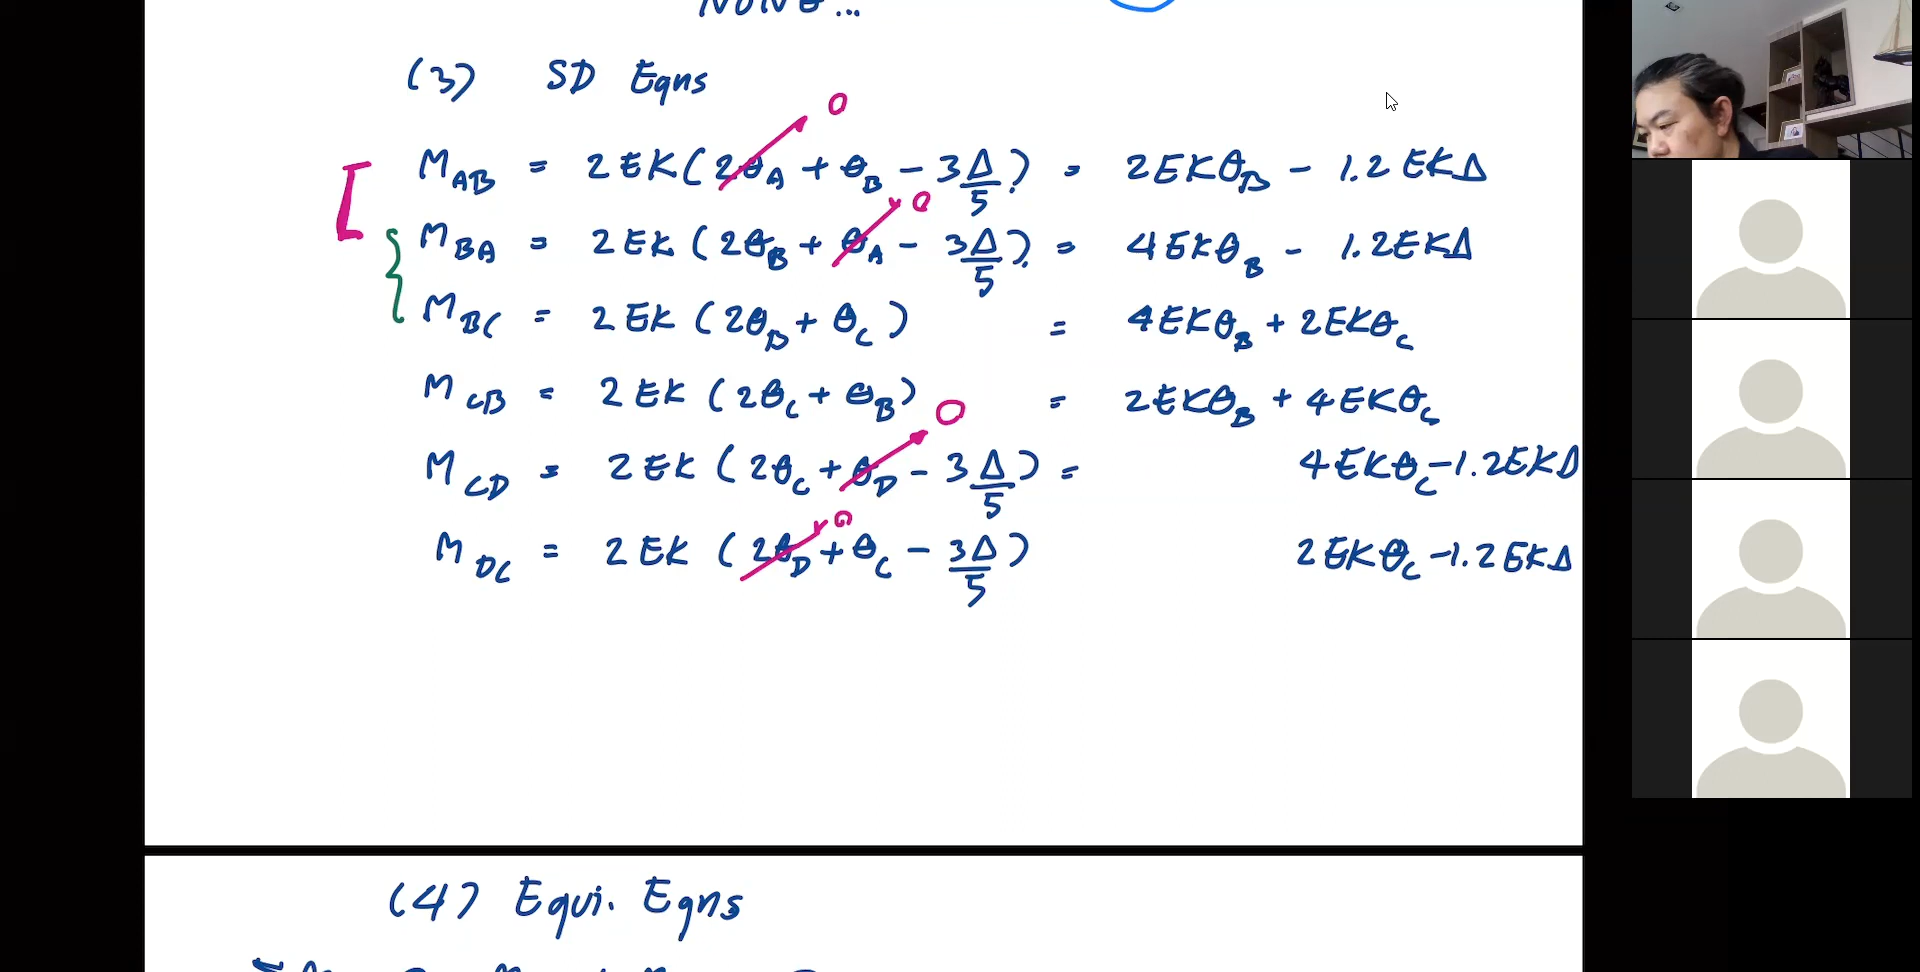 NONE...
(3) SD Eqns
M_AB = 2EK(2θ_A + θ_B - 3Δ/5) = 2EKθ_B - 1.2EKΔ
0
M_BA = 2EK(2θ_B + θ_A - 3Δ/5) = 4EKθ_B - 1.2EKΔ
0
M_BC = 2EK(2θ_B + θ_C) = 4EKθ_B + 2EKθ_C
M_CB = 2EK(2θ_C + θ_B) = 2EKθ_B + 4EKθ_C
M_CD = 2EK(2θ_C + θ_D - 3Δ/5) = 4EKθ_C - 1.2EKΔ
0
M_DC = 2EK(2θ_D + θ_C - 3Δ/5) 2EKθ_C - 1.2EKΔ
0
(4) Equi. Eqns